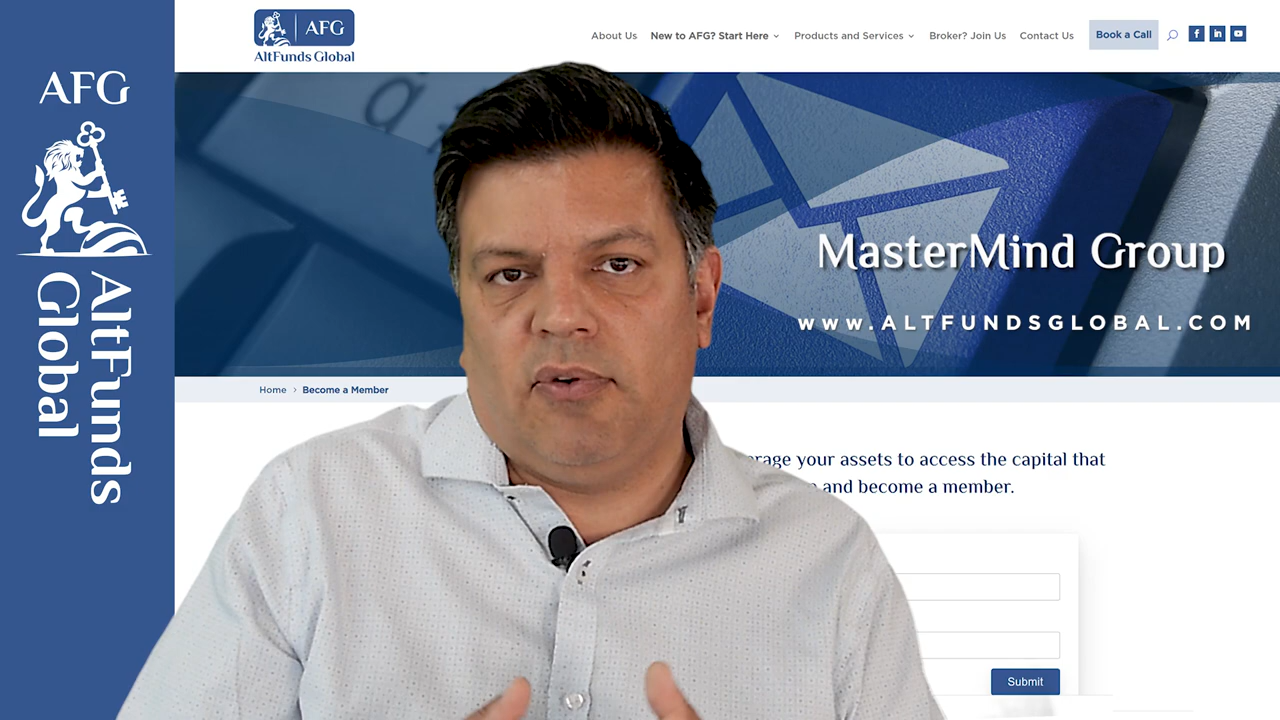 AFG
AltFunds
Global
AFG
AltFunds Global
About Us
New to AFG? Start Here
Products and Services
Broker? Join Us
Contact Us
Book a Call
MasterMind Group
www.ALTFUNDSGLOBAL.COM
Home > Become a Member
your assets to access the capital that
and become a member.
Submit